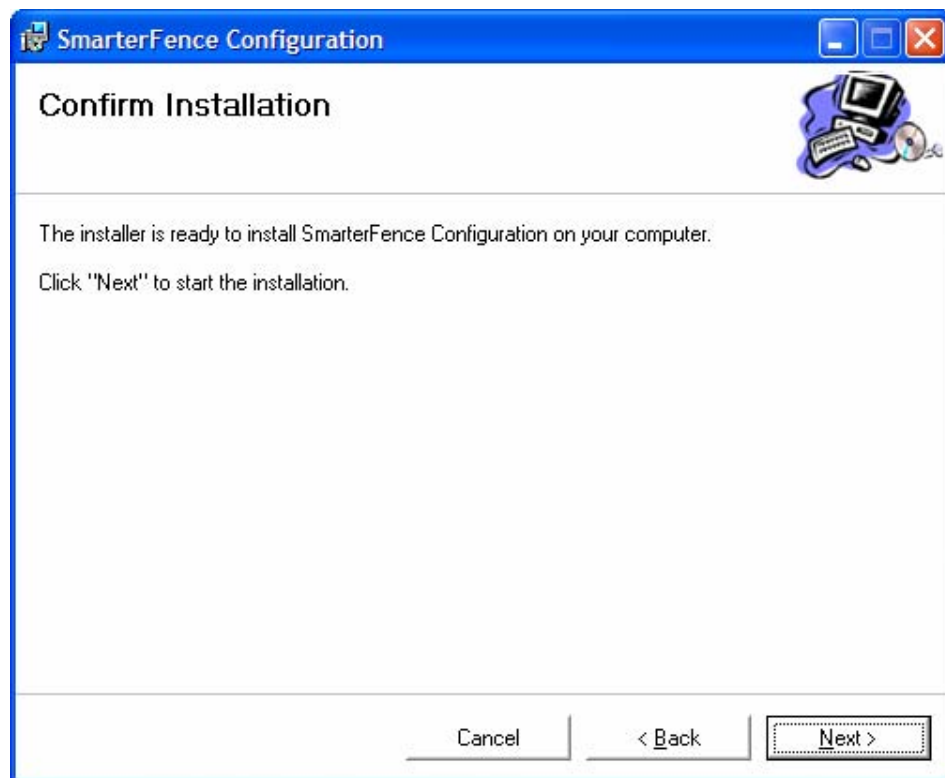 SmarterFence Configuration
Confirm Installation
The installer is ready to install SmarterFence Configuration on your computer.
Click "Next" to start the installation.
Cancel
< Back
Next >